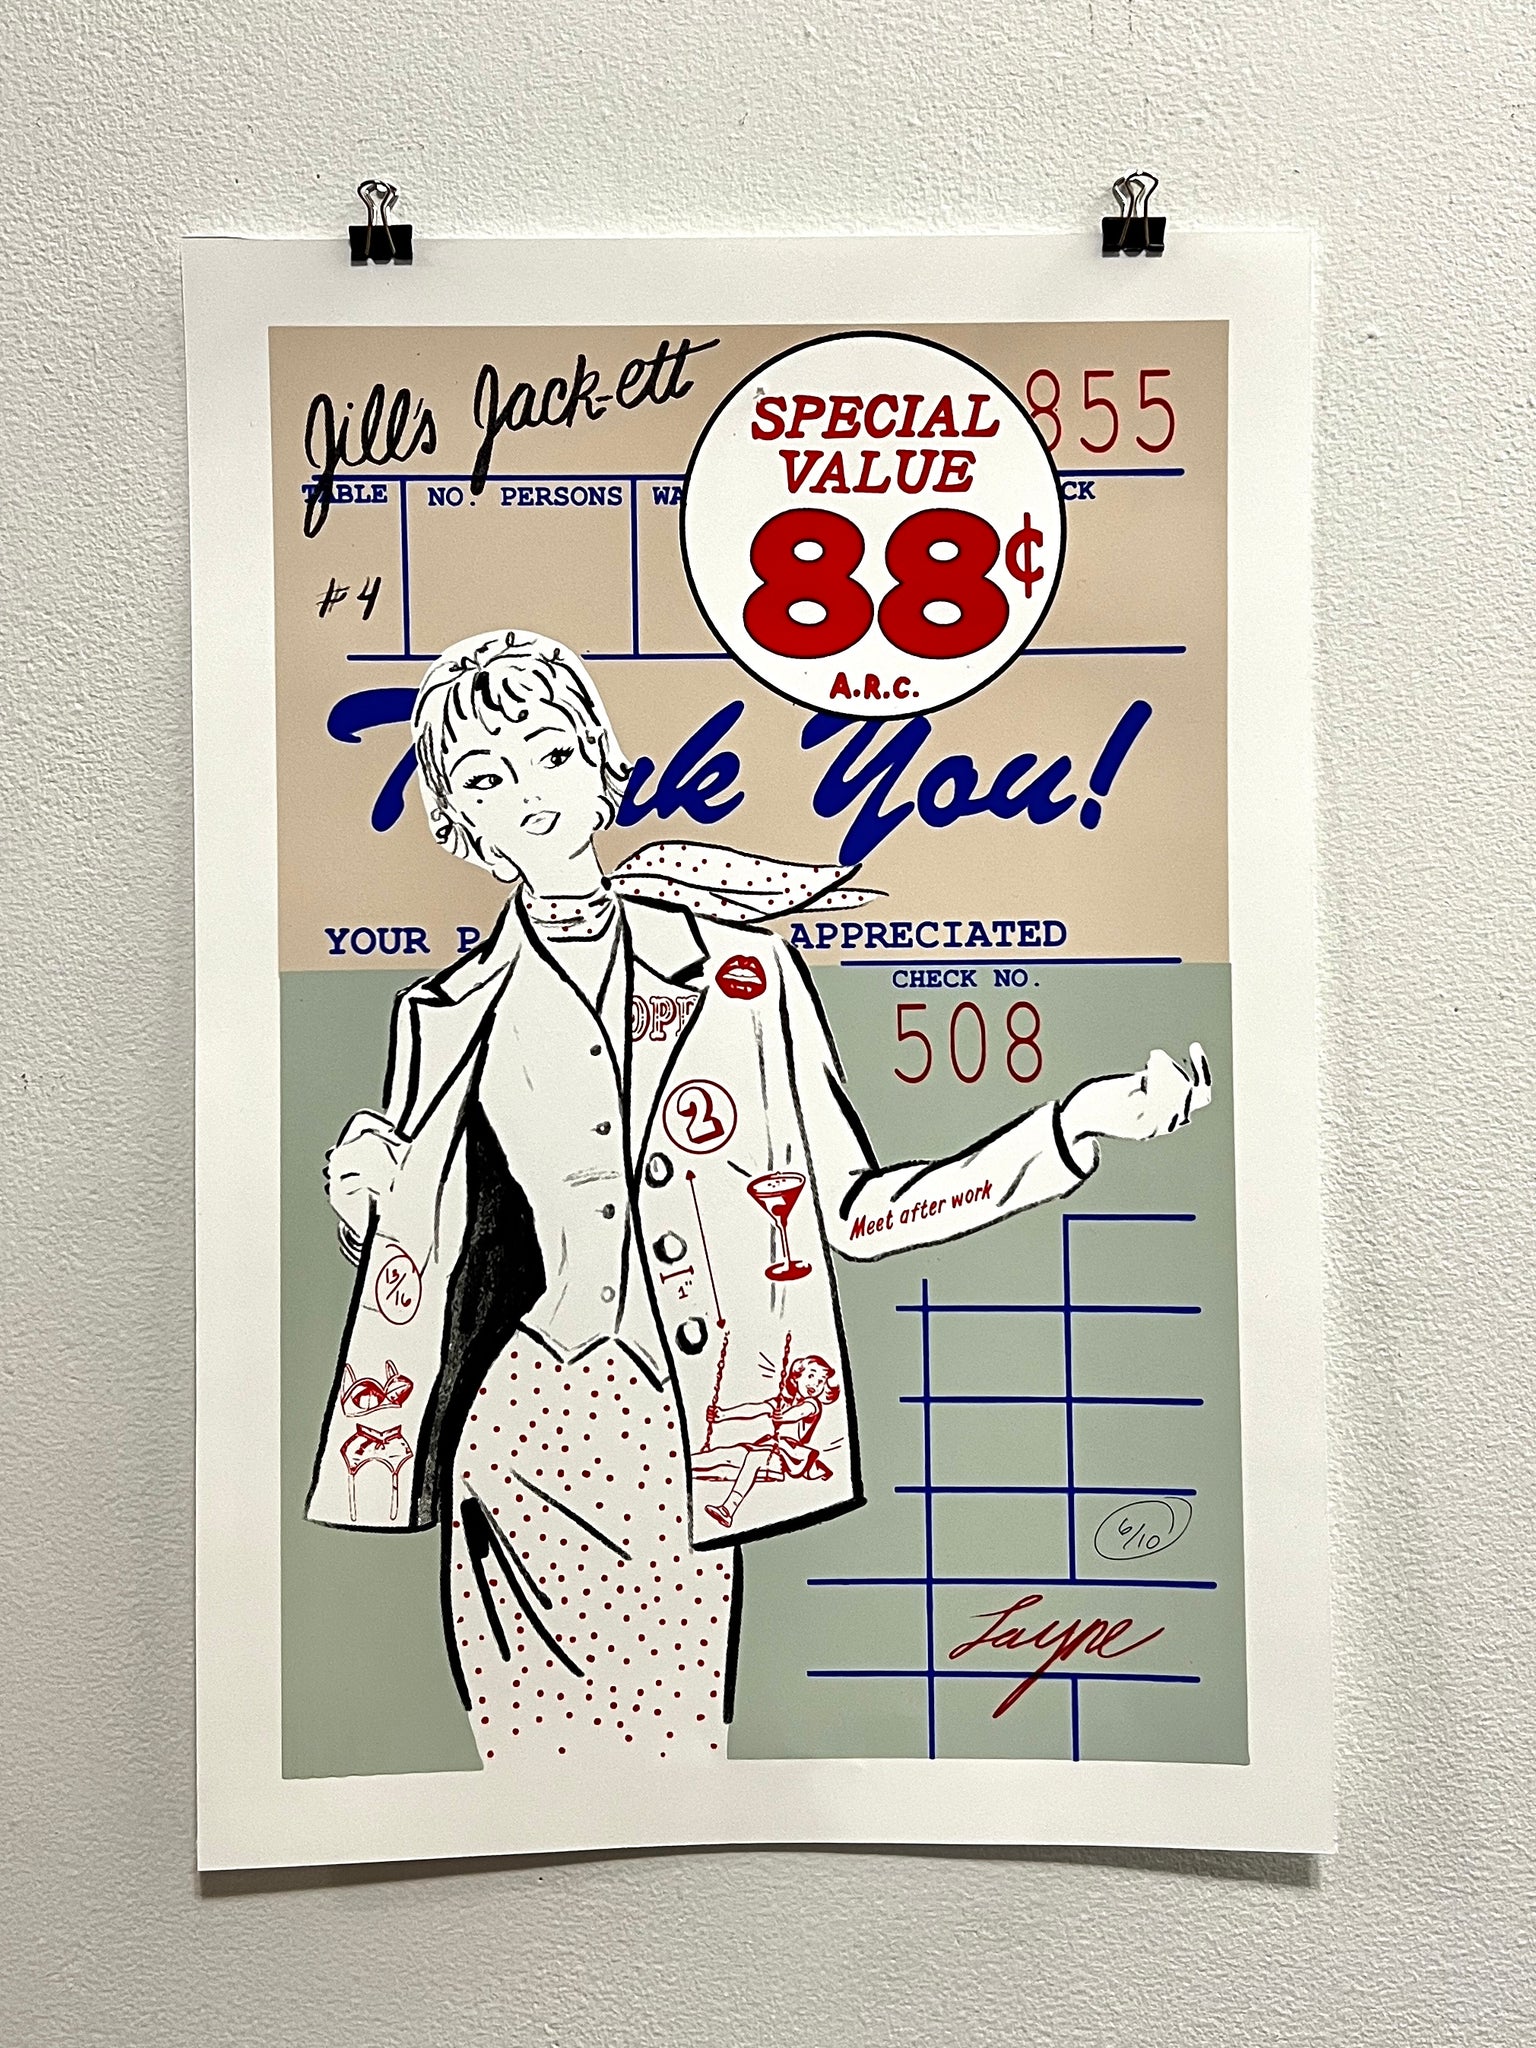 Jill's Jack-ett
SPECIAL
VALUE
88¢
A.R.C.
855
TABLE
NO. PERSONS
#4
You!
YOUR
APPRECIATED
CHECK NO.
508
2
1"
Meet after work
13/16
6/10
Layne